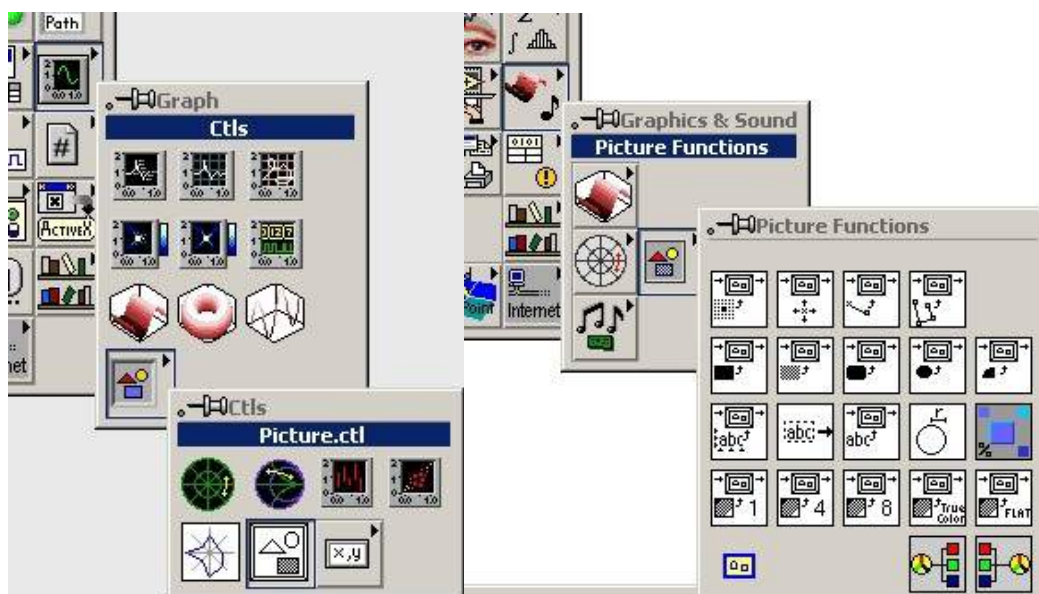 Path
Graph
Ctls
#
ActiveX
Ctls
Picture.ctl
x,y
Σ
∫
0101
Graphics & Sound
Picture Functions
Internet
Picture Functions
abc
abc
abc
r
%
1
4
8
True Color
FLAT